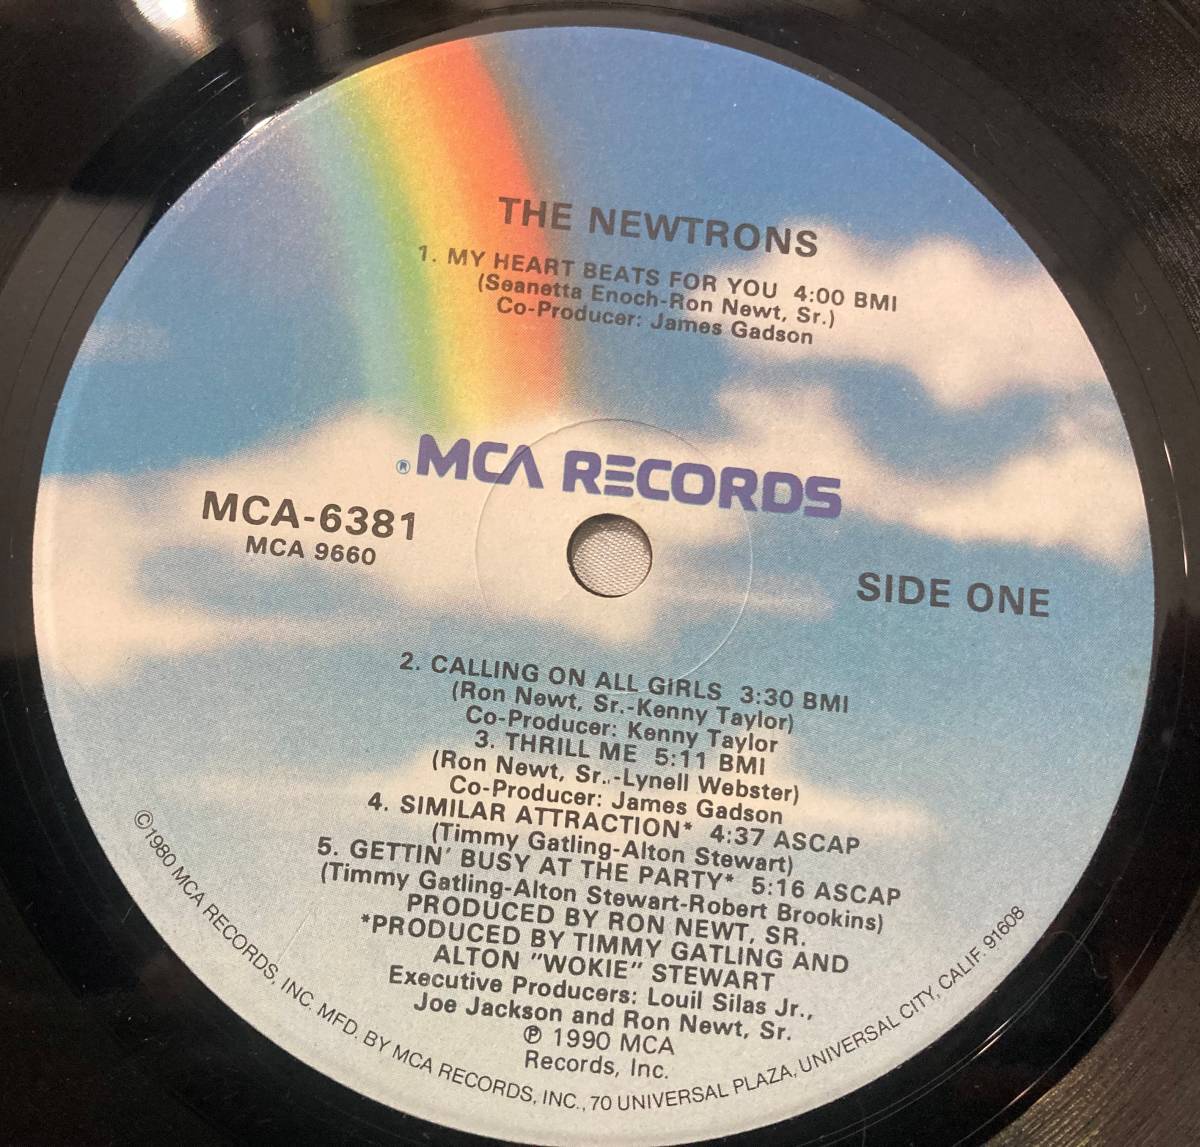 THE NEWTRONS
1. MY HEART BEATS FOR YOU 4:00 BMI
(Seanetta Enoch-Ron Newt, Sr.)
Co-Producer: James Gadson
® MCA RECORDS
MCA-6381
MCA 9660
SIDE ONE
2. CALLING ON ALL GIRLS 3:30 BMI
(Ron Newt, Sr.-Kenny Taylor)
Co-Producer: Kenny Taylor
3. THRILL ME 5:11 BMI
(Ron Newt, Sr.-Lynell Webster)
Co-Producer: James Gadson
4. SIMILAR ATTRACTION* 4:37 ASCAP
(Timmy Gatling-Alton Stewart)
5. GETTIN' BUSY AT THE PARTY* 5:16 ASCAP
(Timmy Gatling-Alton Stewart-Robert Brookins)
PRODUCED BY RON NEWT, SR.
*PRODUCED BY TIMMY GATLING AND
ALTON "WOKIE" STEWART
Executive Producers: Louil Silas Jr.,
Joe Jackson and Ron Newt, Sr.
℗ 1990 MCA
Records, Inc.
©1980 MCA RECORDS, INC. MFD. BY MCA RECORDS, INC., 70 UNIVERSAL PLAZA, UNIVERSAL CITY, CALIF. 91608